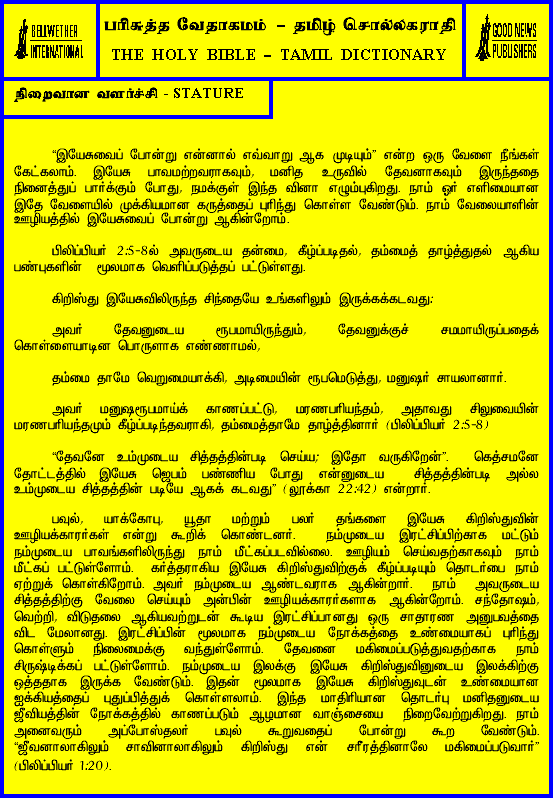 BELLWETHER
INTERNATIONAL
பரிசுத்த வேதாகமம் – தமிழ் சொல்லகராதி
THE HOLY BIBLE – TAMIL DICTIONARY
GOOD NEWS
PUBLISHERS
நிறைவான வளர்ச்சி - STATURE
“இயேசுவைப் போன்று என்னால் எவ்வாறு ஆக முடியும்” என்ற ஒரு வேளை நீங்கள்
கேட்கலாம். இயேசு பாவமற்றவராகவும், மனித உருவில் தேவனாகவும் இருந்ததை
நினைத்துப் பார்க்கும் போது, நமக்குள் இந்த வினா எழும்புகிறது. நாம் ஓர் எளிமையான
இதே வேளையில் முக்கியமான கருத்தைப் புரிந்து கொள்ள வேண்டும். நாம் வேலையாளின்
ஊழியத்தில் இயேசுவைப் போன்று ஆகின்றோம்.
பிலிப்பியர் 2:5-8ல் அவருடைய தன்மை, கீழ்ப்படிதல், தம்மைத் தாழ்த்துதல் ஆகிய
பண்புகளின் மூலமாக வெளிப்படுத்தப் பட்டுள்ளது.
கிறிஸ்து இயேசுவிலிருந்த சிந்தையே உங்களிலும் இருக்கக்கடவது;
அவர் தேவனுடைய ரூபமாயிருந்தும், தேவனுக்குச் சமமாயிருப்பதைக்
கொள்ளையாடின பொருளாக எண்ணாமல்,
தம்மை தாமே வெறுமையாக்கி, அடிமையின் ரூபமெடுத்து, மனுஷர் சாயலானார்.
அவர் மனுஷரூபமாய்க் காணப்பட்டு, மரணபரியந்தம், அதாவது சிலுவையின்
மரணபரியந்தமும் கீழ்ப்படிந்தவராகி, தம்மைத்தாமே தாழ்த்தினார் (பிலிப்பியர் 2:5-8)
“தேவனே உம்முடைய சித்தத்தின்படி செய்ய; இதோ வருகிறேன்”. கெத்சமனே
தோட்டத்தில் இயேசு ஜெபம் பண்ணிய போது என்னுடைய சித்தத்தின்படி அல்ல
உம்முடைய சித்தத்தின் படியே ஆகக் கடவது” (லூக்கா 22:42) என்றார்.
பவுல், யாக்கோபு, யூதா மற்றும் பலர் தங்களை இயேசு கிறிஸ்துவின்
ஊழியக்காரர்கள் என்று கூறிக் கொண்டனர். நம்முடைய இரட்சிப்பிற்காக மட்டும்
நம்முடைய பாவங்களிலிருந்து நாம் மீட்கப்படவில்லை. ஊழியம் செய்வதற்காகவும் நாம்
மீட்கப் பட்டுள்ளோம். கர்த்தராகிய இயேசு கிறிஸ்துவிற்குக் கீழ்ப்படியும் தொடர்பை நாம்
ஏற்றுக் கொள்கிறோம். அவர் நம்முடைய ஆண்டவராக ஆகின்றார். நாம் அவருடைய
சித்தத்திற்கு வேலை செய்யும் அன்பின் ஊழியக்காரர்களாக ஆகின்றோம். சந்தோஷம்,
வெற்றி, விடுதலை ஆகியவற்றுடன் கூடிய இரட்சிப்பானது ஒரு சாதாரண அனுபவத்தை
விட மேலானது. இரட்சிப்பின் மூலமாக நம்முடைய நோக்கத்தை உண்மையாகப் புரிந்து
கொள்ளும் நிலைமைக்கு வந்துள்ளோம். தேவனை மகிமைப்படுத்துவதற்காக நாம்
சிருஷ்டிக்கப் பட்டுள்ளோம். நம்முடைய இலக்கு இயேசு கிறிஸ்துவினுடைய இலக்கிற்கு
ஒத்ததாக இருக்க வேண்டும். இதன் மூலமாக இயேசு கிறிஸ்துவுடன் உண்மையான
ஐக்கியத்தைப் புதுப்பித்துக் கொள்ளலாம். இந்த மாதிரியான தொடர்பு மனிதனுடைய
ஜீவியத்தின் நோக்கத்தில் காணப்படும் ஆழமான வாஞ்சையை நிறைவேற்றுகிறது. நாம்
அனைவரும் அப்போஸ்தலர் பவுல் கூறுவதைப் போன்று கூற வேண்டும்.
“ஜீவனாலாகிலும் சாவினாலாகிலும் கிறிஸ்து என் சரீரத்தினாலே மகிமைப்படுவார்”
(பிலிப்பியர் 1:20).